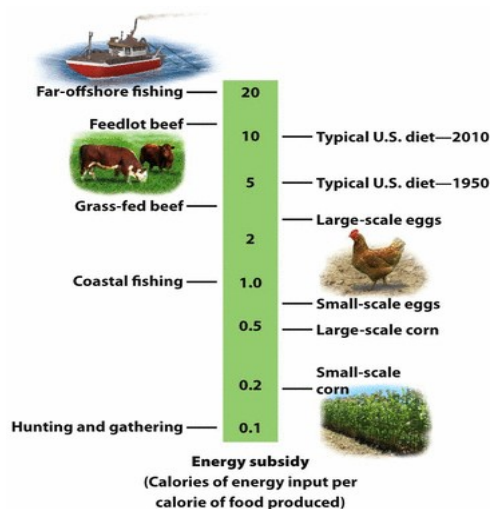 Far-offshore fishing
20
Feedlot beef
10
Typical U.S. diet—2010
5
Typical U.S. diet—1950
Grass-fed beef
Large-scale eggs
2
Coastal fishing
1.0
Small-scale eggs
0.5
Large-scale corn
Small-scale
corn
0.2
Hunting and gathering
0.1
Energy subsidy
(Calories of energy input per
calorie of food produced)